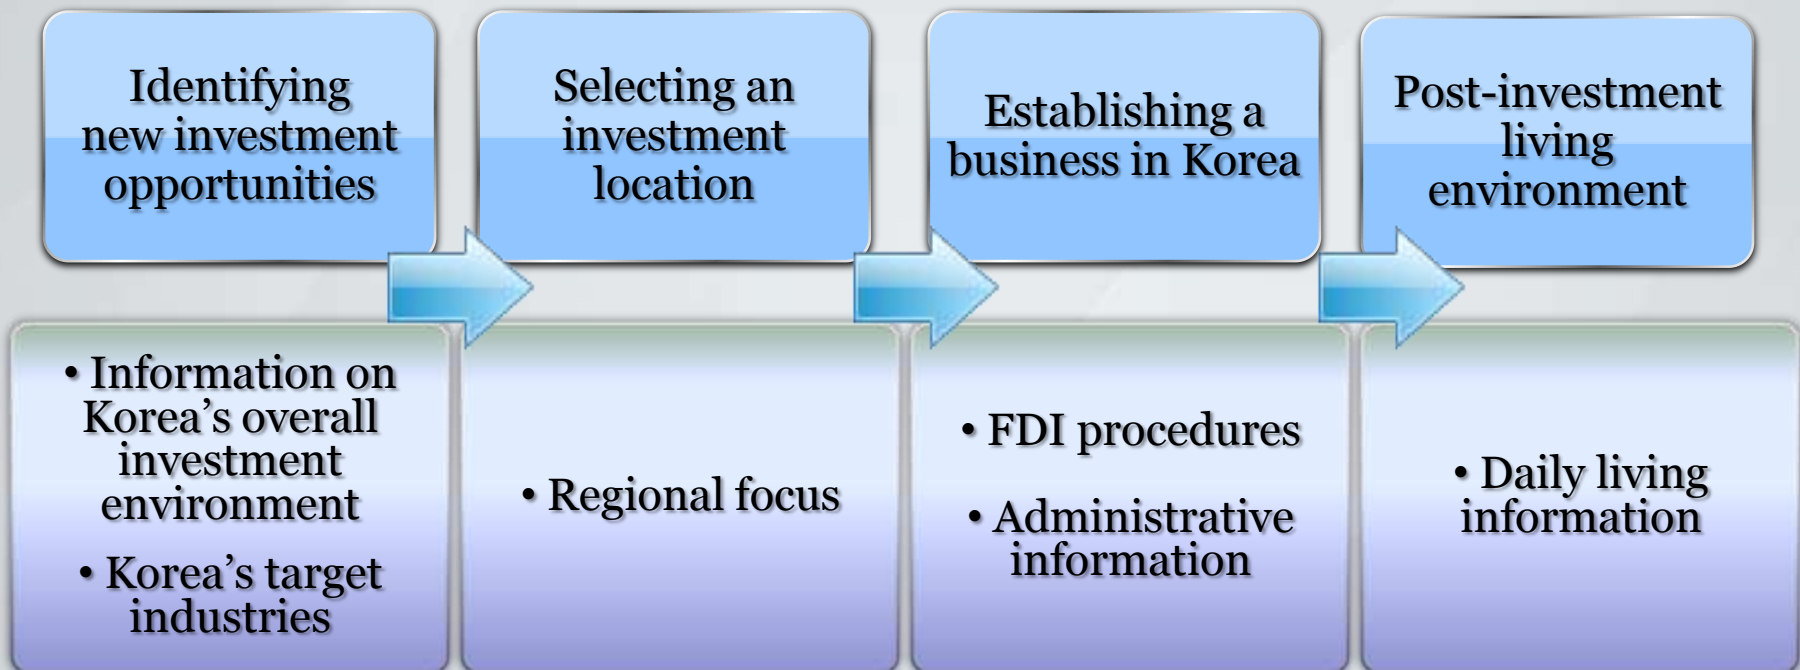 Identifying
new investment
opportunities
Selecting an
investment
location
Establishing a
business in Korea
Post-investment
living
environment
• Information on
Korea’s overall
investment
environment
• Korea’s target
industries
• Regional focus
• FDI procedures
• Administrative
information
• Daily living
information